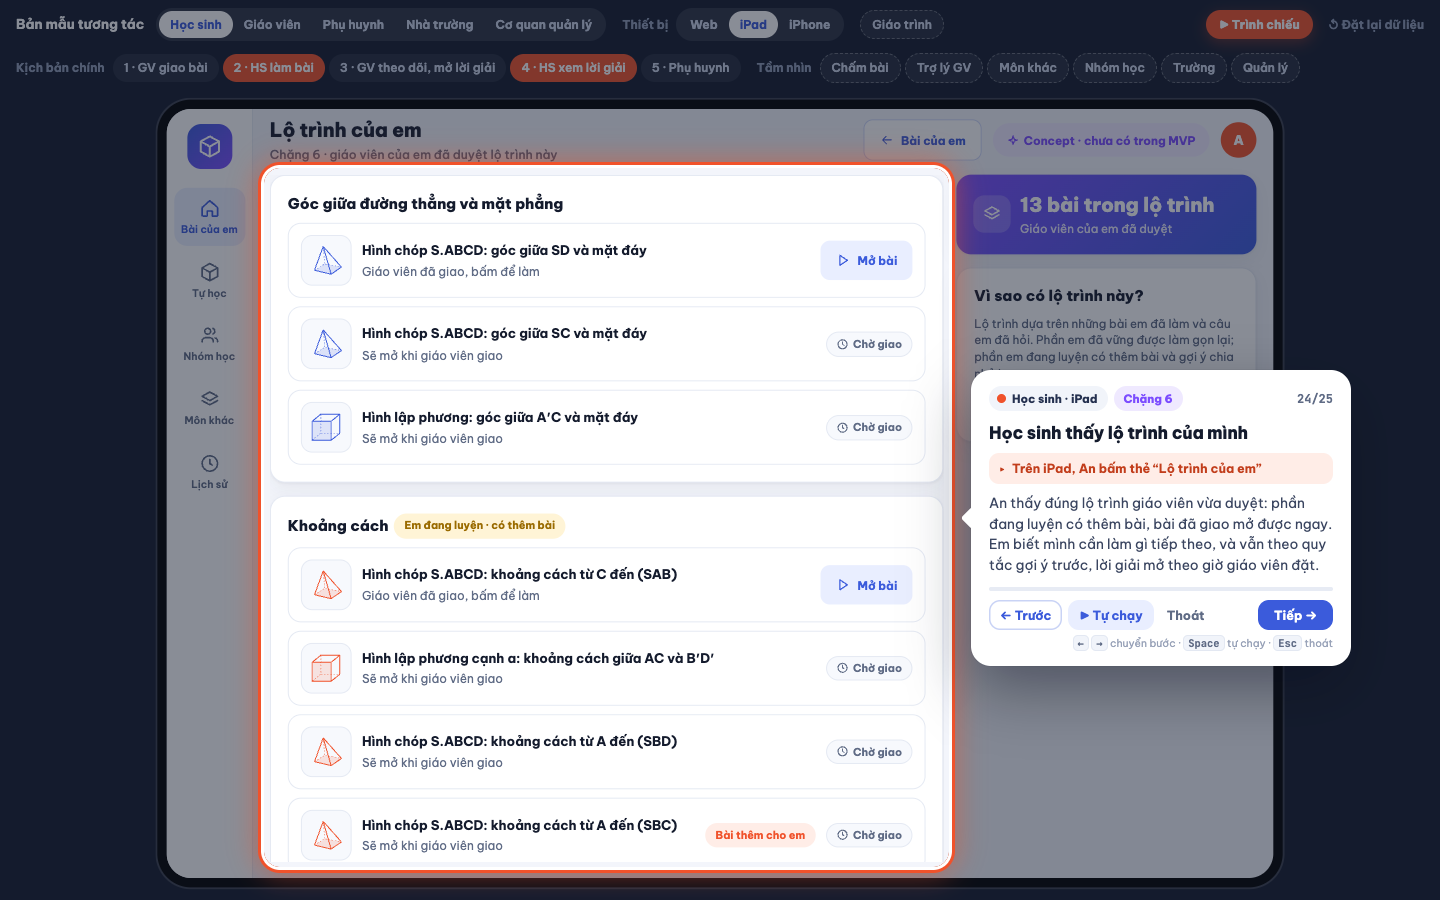 Bản mẫu tương tác
Học sinh Giáo viên Phụ huynh Nhà trường Cơ quan quản lý
Thiết bị Web iPad iPhone Giáo trình
Trình chiếu Đặt lại dữ liệu
Kịch bản chính 1 · GV giao bài 2 · HS làm bài 3 · GV theo dõi, mở lời giải 4 · HS xem lời giải 5 · Phụ huynh
Tầm nhìn Chấm bài Trợ lý GV Môn khác Nhóm học Trường Quản lý
Bài của em
Tự học
Nhóm học
Môn khác
Lịch sử
Lộ trình của em
Chặng 6 · giáo viên của em đã duyệt lộ trình này
← Bài của em
Concept · chưa có trong MVP
A
Góc giữa đường thẳng và mặt phẳng
Hình chóp S.ABCD: góc giữa SD và mặt đáy
Giáo viên đã giao, bấm để làm
Mở bài
Hình chóp S.ABCD: góc giữa SC và mặt đáy
Sẽ mở khi giáo viên giao
Chờ giao
Hình lập phương: góc giữa A’C và mặt đáy
Sẽ mở khi giáo viên giao
Chờ giao
Khoảng cách Em đang luyện · có thêm bài
Hình chóp S.ABCD: khoảng cách từ C đến (SAB)
Giáo viên đã giao, bấm để làm
Mở bài
Hình lập phương cạnh a: khoảng cách giữa AC và B’D’
Sẽ mở khi giáo viên giao
Chờ giao
Hình chóp S.ABCD: khoảng cách từ A đến (SBD)
Sẽ mở khi giáo viên giao
Chờ giao
Hình chóp S.ABCD: khoảng cách từ A đến (SBC)
Sẽ mở khi giáo viên giao
Bài thêm cho em Chờ giao
13 bài trong lộ trình
Giáo viên của em đã duyệt
Vì sao có lộ trình này?
Lộ trình dựa trên những bài em đã làm và câu
em đã hỏi. Phần em đã vững được làm gọn lại;
phần em đang luyện có thêm bài và gợi ý chia
Học sinh · iPad Chặng 6 24/25
Học sinh thấy lộ trình của mình
▸ Trên iPad, An bấm thẻ “Lộ trình của em”
An thấy đúng lộ trình giáo viên vừa duyệt: phần
đang luyện có thêm bài, bài đã giao mở được ngay.
Em biết mình cần làm gì tiếp theo, và vẫn theo quy
tắc gợi ý trước, lời giải mở theo giờ giáo viên đặt.
← Trước ▶ Tự chạy Thoát Tiếp →
← → chuyển bước · Space tự chạy · Esc thoát